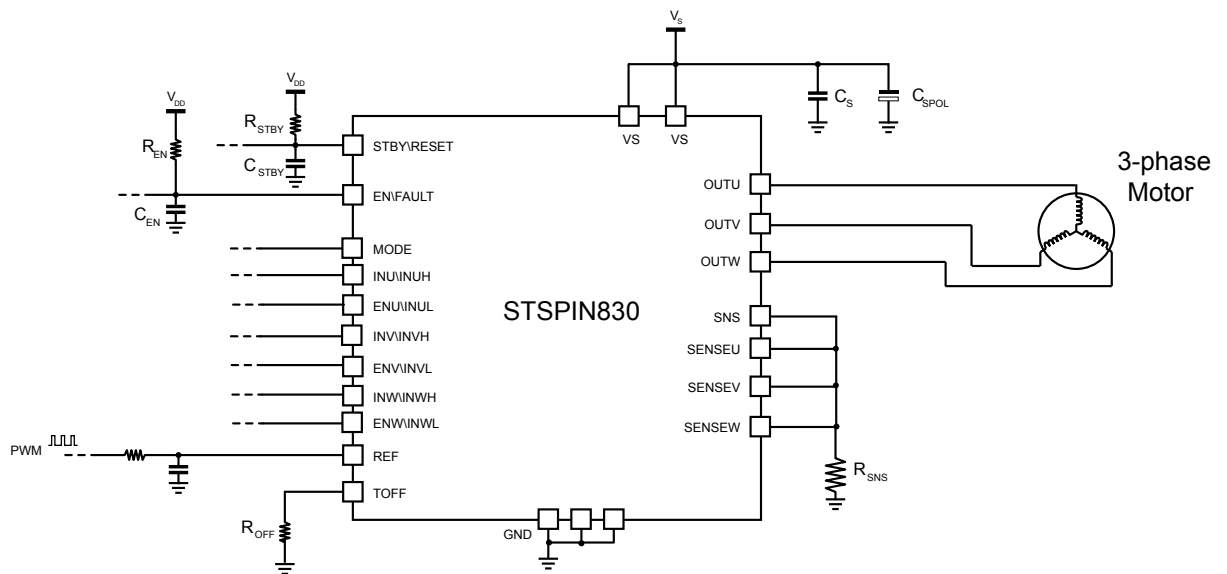 VS
VDD
VDD
RSTBY
REN
CSTBY
CEN
CS
CSPOL
VS
VS
STBY\RESET
EN\FAULT
MODE
INU\INUH
ENU\INUL
INV\INVH
ENV\INVL
INW\INWH
ENW\INWL
REF
TOFF
PWM
ROFF
STSPIN830
GND
OUTU
OUTV
OUTW
SNS
SENSEU
SENSEV
SENSEW
RSNS
3-phase
Motor